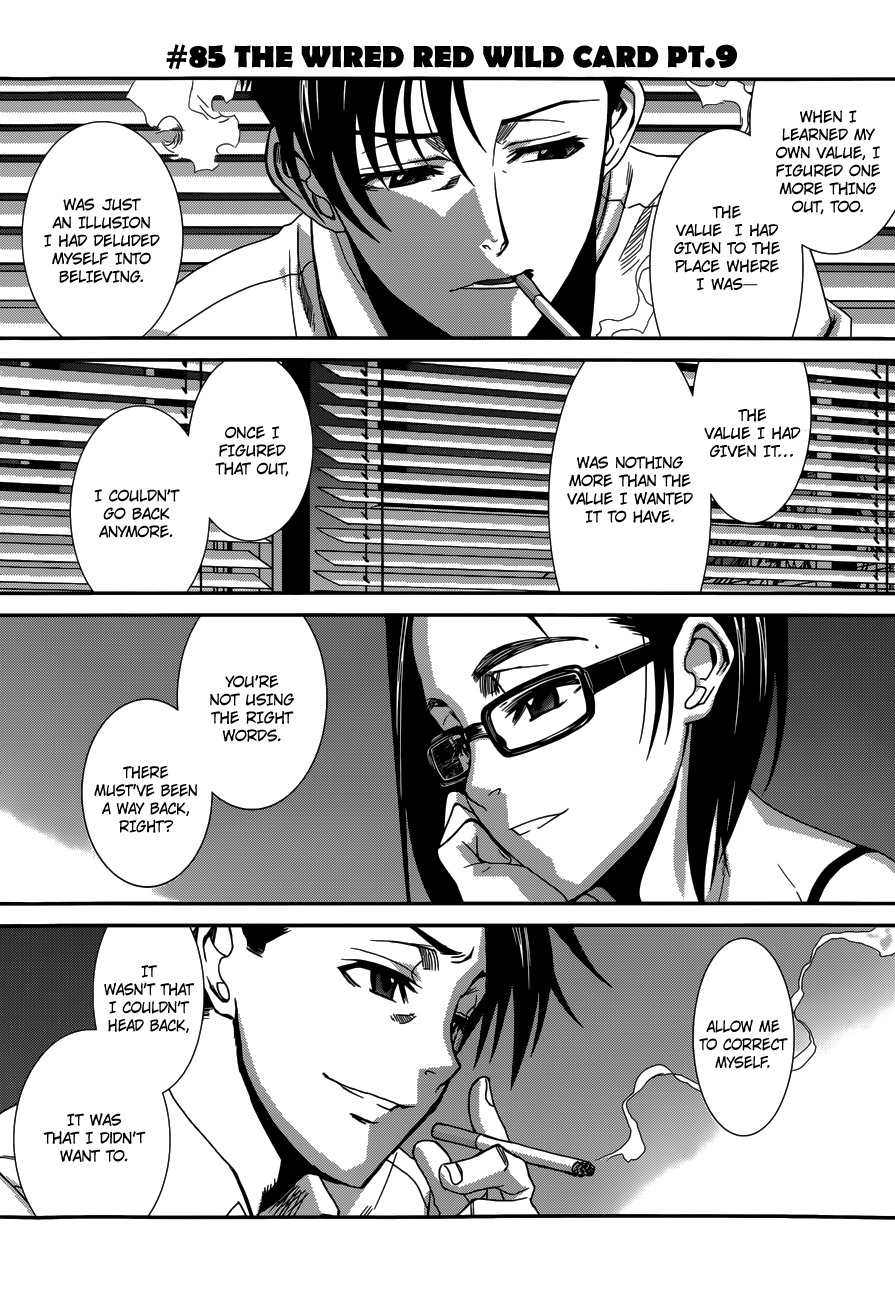 #85 THE WIRED RED WILD CARD PT.9
WHEN I
LEARNED MY
OWN VALUE, I
FIGURED ONE
MORE THING
OUT, TOO.
THE
VALUE I HAD
GIVEN TO THE
PLACE WHERE
I WAS—
WAS JUST
AN ILLUSION
I HAD DELUDED
MYSELF INTO
BELIEVING.
THE
VALUE I HAD
GIVEN IT...
WAS NOTHING
MORE THAN THE
VALUE I WANTED
IT TO HAVE.
ONCE I
FIGURED
THAT OUT,
I COULDN'T
GO BACK
ANYMORE.
YOU'RE
NOT USING
THE RIGHT
WORDS.
THERE
MUST'VE BEEN
A WAY BACK,
RIGHT?
ALLOW ME
TO CORRECT
MYSELF.
IT
WASN'T THAT
I COULDN'T
HEAD BACK,
IT WAS
THAT I DIDN'T
WANT TO.